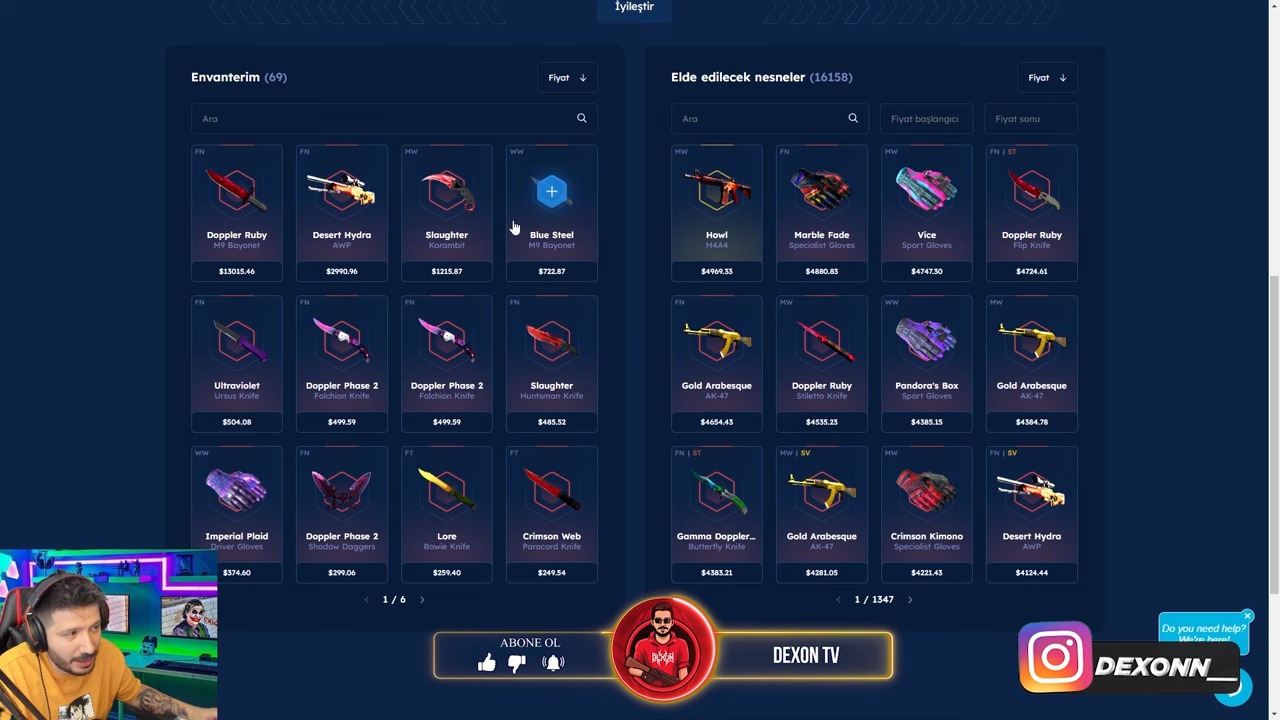 İyileştir
Envanterim (69)
Fiyat ↓
Ara
FN
Doppler Ruby
M9 Bayonet
$13015.46
FN
Desert Hydra
AWP
$2990.96
MW
Slaughter
Karambit
$1215.87
WW
Blue Steel
M9 Bayonet
$722.87
FN
Ultraviolet
Ursus Knife
$504.08
FN
Doppler Phase 2
Falchion Knife
$499.59
FN
Doppler Phase 2
Falchion Knife
$499.59
FN
Slaughter
Huntsman Knife
$485.52
WW
Imperial Plaid
Driver Gloves
$374.60
FN
Doppler Phase 2
Shadow Daggers
$299.06
FT
Lore
Bowie Knife
$259.40
FT
Crimson Web
Paracord Knife
$249.54
1 / 6
Elde edilecek nesneler (16158)
Fiyat ↓
Ara
Fiyat başlangıcı
Fiyat sonu
MW
Howl
M4A4
$4969.33
FN
Marble Fade
Specialist Gloves
$4880.83
MW
Vice
Sport Gloves
$4747.30
FN | ST
Doppler Ruby
Flip Knife
$4724.61
FN
Gold Arabesque
AK-47
$4654.43
MW
Doppler Ruby
Stiletto Knife
$4535.23
WW
Pandora's Box
Sport Gloves
$4385.15
MW
Gold Arabesque
AK-47
$4384.78
FN | ST
Gamma Doppler...
Butterfly Knife
$4383.21
MW | SV
Gold Arabesque
AK-47
$4281.05
MW
Crimson Kimono
Specialist Gloves
$4221.43
FN | SV
Desert Hydra
AWP
$4124.44
1 / 1347
ABONE OL
DEXON TV
Do you need help?
We're here!
DEXONN__